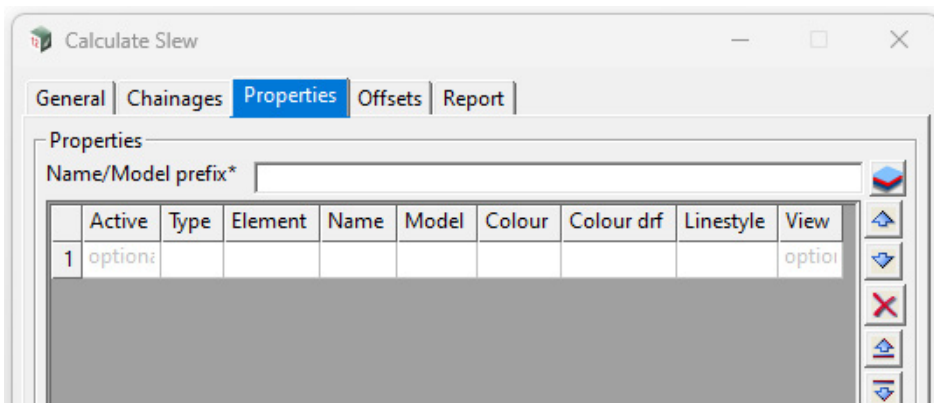 Calculate Slew
General Chainages Properties Offsets Report
Properties
Name/Model prefix*
Active Type Element Name Model Colour Colour drf Linestyle View
1 optiona optio